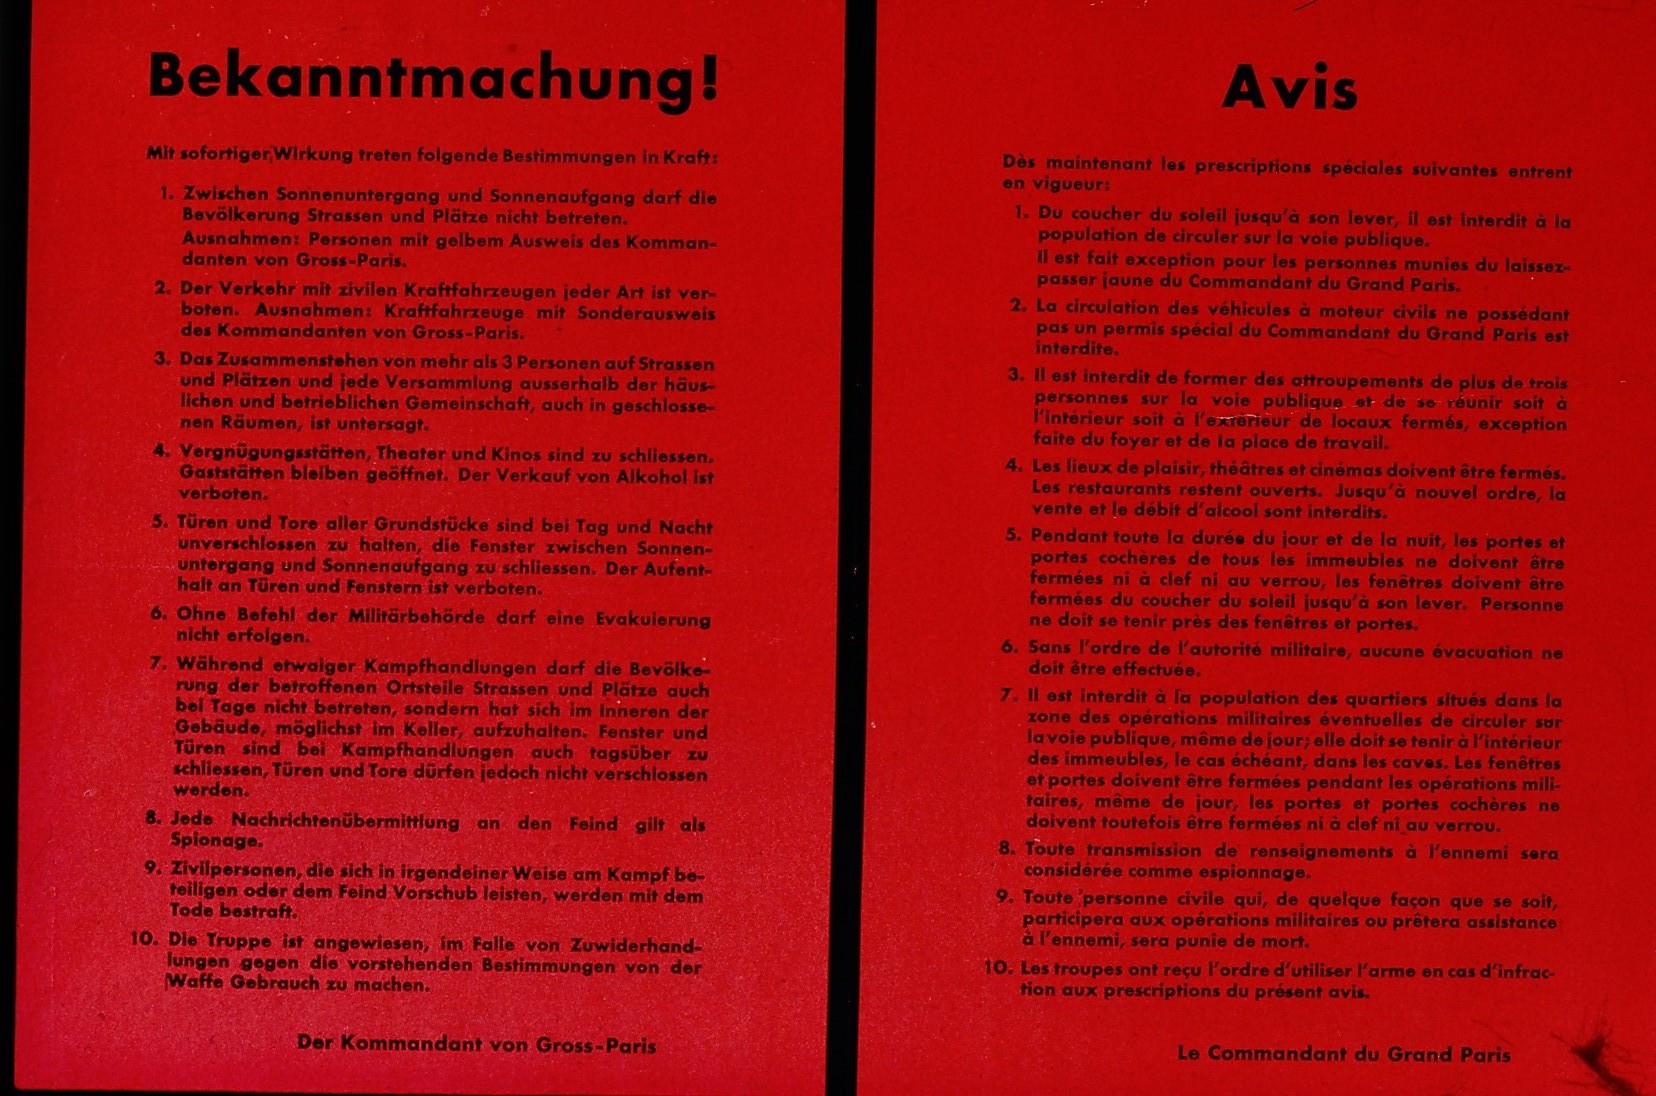 Bekanntmachung!
Mit sofortiger Wirkung treten folgende Bestimmungen in Kraft:
1. Zwischen Sonnenuntergang und Sonnenaufgang darf die
Bevölkerung Strassen und Plätze nicht betreten.
Ausnahmen: Personen mit gelbem Ausweis des Komman-
danten von Gross-Paris.
2. Der Verkehr mit zivilen Kraftfahrzeugen jeder Art ist ver-
boten. Ausnahmen: Kraftfahrzeuge mit Sonderausweis
des Kommandanten von Gross-Paris.
3. Das Zusammenstehen von mehr als 3 Personen auf Strassen
und Plätzen und jede Versammlung ausserhalb der häus-
lichen und betrieblichen Gemeinschaft, auch in geschlosse-
nen Räumen, ist untersagt.
4. Vergnügungsstätten, Theater und Kinos sind zu schliessen.
Gaststätten bleiben geöffnet. Der Verkauf von Alkohol ist
verboten.
5. Türen und Tore aller Grundstücke sind bei Tag und Nacht
unverschlossen zu halten, die Fenster zwischen Sonnen-
untergang und Sonnenaufgang zu schliessen. Der Aufent-
halt an Türen und Fenstern ist verboten.
6. Ohne Befehl der Militärbehörde darf eine Evakuierung
nicht erfolgen.
7. Während etwaiger Kampfhandlungen darf die Bevölke-
rung der betroffenen Ortsteile Strassen und Plätze auch
bei Tage nicht betreten, sondern hat sich im Inneren der
Gebäude, möglichst im Keller, aufzuhalten. Fenster und
Türen sind bei Kampfhandlungen auch tagsüber zu
schliessen, Türen und Tore dürfen jedoch nicht verschlossen
werden.
8. Jede Nachrichtenübermittlung an den Feind gilt als
Spionage.
9. Zivilpersonen, die sich in irgendeiner Weise am Kampf be-
teiligen oder dem Feind Vorschub leisten, werden mit dem
Tode bestraft.
10. Die Truppe ist angewiesen, im Falle von Zuwiderhand-
lungen gegen die vorstehenden Bestimmungen von der
Waffe Gebrauch zu machen.
Der Kommandant von Gross-Paris
Avis
Dès maintenant les prescriptions spéciales suivantes entrent
en vigueur:
1. Du coucher du soleil jusqu'à son lever, il est interdit à la
population de circuler sur la voie publique.
Il est fait exception pour les personnes munies du laissez-
passer jaune du Commandant du Grand Paris.
2. La circulation des véhicules à moteur civils ne possédant
pas un permis spécial du Commandant du Grand Paris est
interdite.
3. Il est interdit de former des attroupements de plus de trois
personnes sur la voie publique et de se réunir soit à
l'intérieur soit à l'extérieur de locaux fermés, exception
faite du foyer et de la place de travail.
4. Les lieux de plaisir, théâtres et cinémas doivent être fermés.
Les restaurants restent ouverts. Jusqu'à nouvel ordre, la
vente et le débit d'alcool sont interdits.
5. Pendant toute la durée du jour et de la nuit, les portes et
portes cochères de tous les immeubles ne doivent être
fermées ni à clef ni au verrou, les fenêtres doivent être
fermées du coucher du soleil jusqu'à son lever. Personne
ne doit se tenir près des fenêtres et portes.
6. Sans l'ordre de l'autorité militaire, aucune évacuation ne
doit être effectuée.
7. Il est interdit à la population des quartiers situés dans la
zone des opérations militaires éventuelles de circuler sur
la voie publique, même de jour; elle doit se tenir à l'intérieur
des immeubles, le cas échéant, dans les caves. Les fenêtres
et portes doivent être fermées pendant les opérations mili-
taires, même de jour, les portes et portes cochères ne
doivent toutefois être fermées ni à clef ni au verrou.
8. Toute transmission de renseignements à l'ennemi sera
considérée comme espionnage.
9. Toute personne civile qui, de quelque façon que se soit,
participera aux opérations militaires ou prêtera assistance
à l'ennemi, sera punie de mort.
10. Les troupes ont reçu l'ordre d'utiliser l'arme en cas d'infrac-
tion aux prescriptions du présent avis.
Le Commandant du Grand Paris